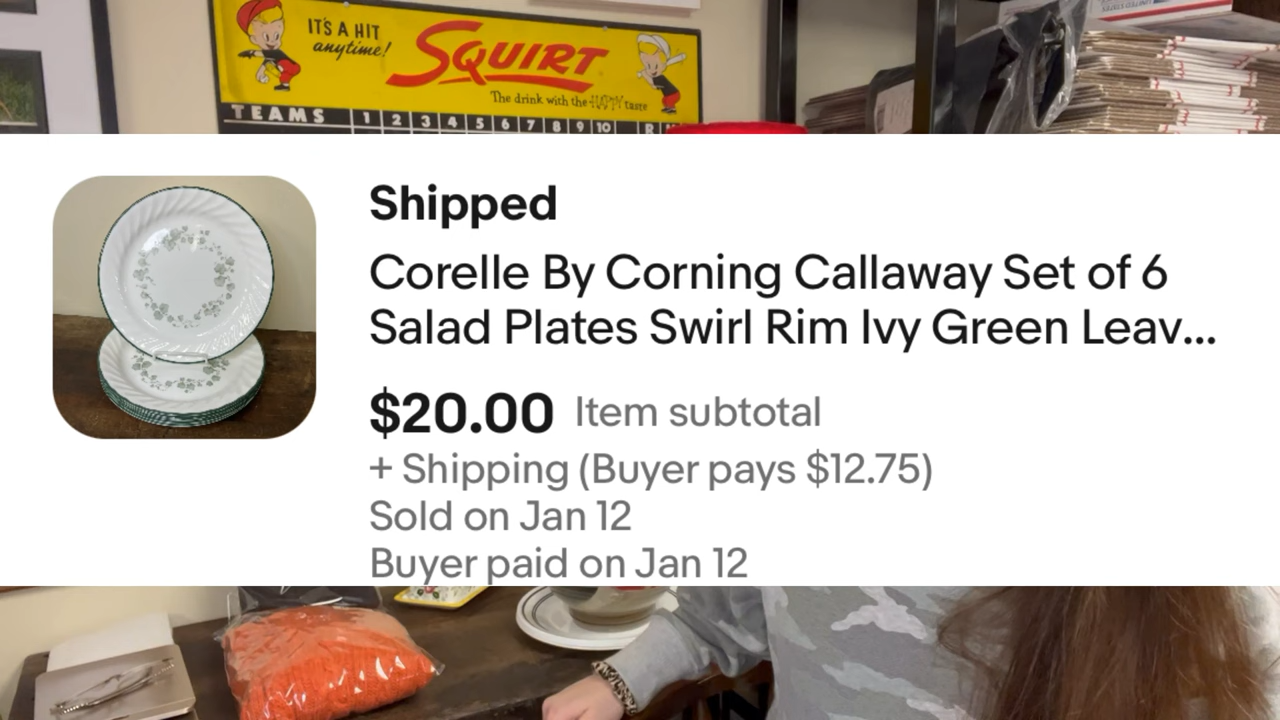 IT'S A HIT
anytime!
SQUIRT
The drink with the HAPPY taste
TEAMS 1 2 3 4 5 6 7 8 9 10 R
Shipped
Corelle By Corning Callaway Set of 6
Salad Plates Swirl Rim Ivy Green Leav...
$20.00 Item subtotal
+ Shipping (Buyer pays $12.75)
Sold on Jan 12
Buyer paid on Jan 12